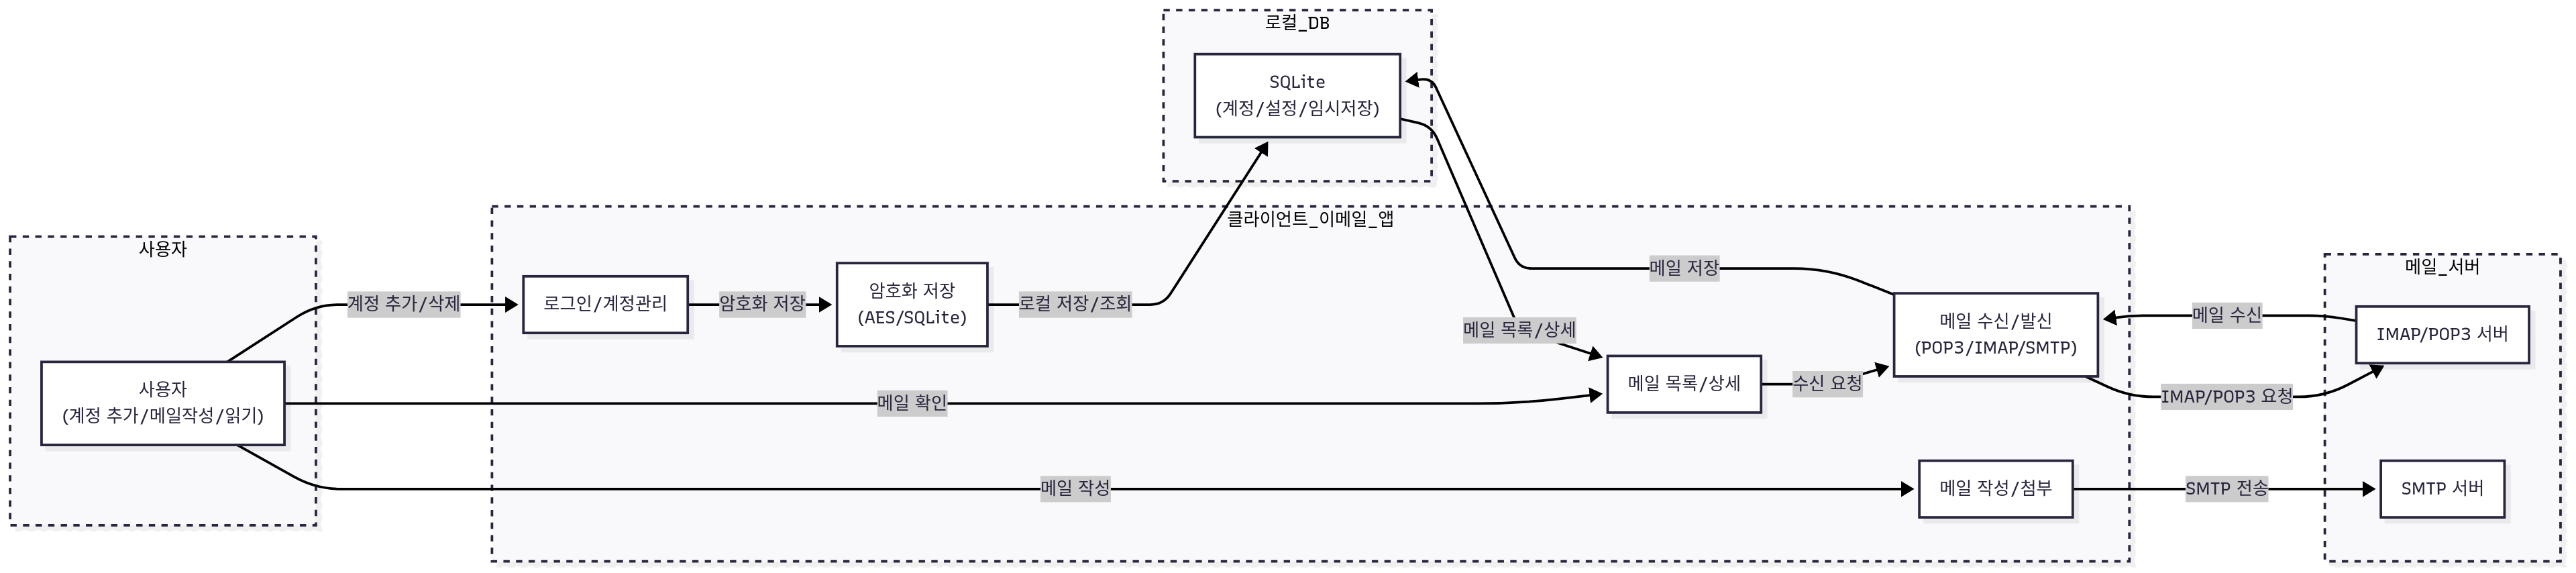 로컬_DB
SQLite
(계정/설정/임시저장)
클라이언트_이메일_앱
사용자
사용자
(계정 추가/메일작성/읽기)
계정 추가/삭제
로그인/계정관리
암호화 저장
암호화 저장
(AES/SQLite)
로컬 저장/조회
메일 확인
메일 작성
메일 저장
메일 목록/상세
메일 목록/상세
수신 요청
메일 수신/발신
(POP3/IMAP/SMTP)
메일 작성/첨부
메일 수신
IMAP/POP3 요청
SMTP 전송
메일_서버
IMAP/POP3 서버
SMTP 서버